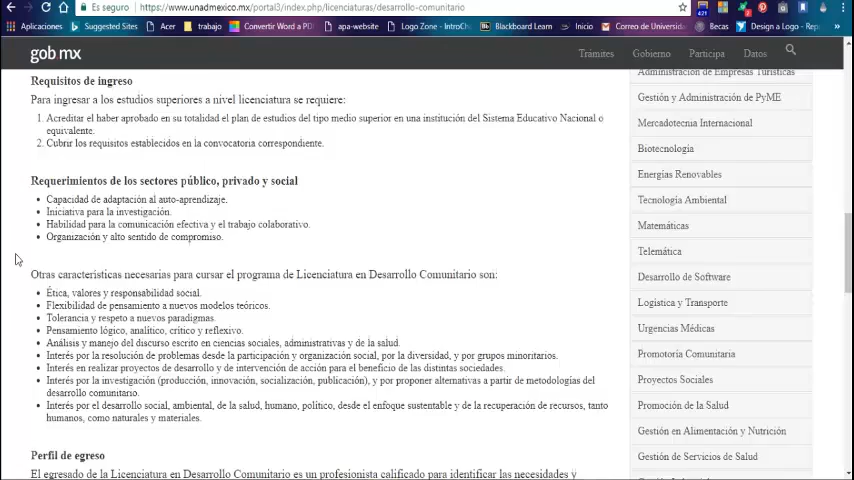 Es seguro https://www.unadmexico.mx/portal3/index.php/licenciaturas/desarrollo-comunitario
Aplicaciones Suggested Sites Acer trabajo Convertir Word a PD apa-website Logo Zone - IntroCh Blackboard Learn Inicio Correo de Universida Becas Design a Logo - Rep
gob.mx Trámites Gobierno Participa Datos
Requisitos de ingreso
Para ingresar a los estudios superiores a nivel licenciatura se requiere:
1. Acreditar el haber aprobado en su totalidad el plan de estudios del tipo medio superior en una institución del Sistema Educativo Nacional o
equivalente.
2. Cubrir los requisitos establecidos en la convocatoria correspondiente.
Requerimientos de los sectores público, privado y social
Capacidad de adaptación al auto-aprendizaje.
Iniciativa para la investigación.
Habilidad para la comunicación efectiva y el trabajo colaborativo.
Organización y alto sentido de compromiso.
Otras características necesarias para cursar el programa de Licenciatura en Desarrollo Comunitario son:
Ética, valores y responsabilidad social.
Flexibilidad de pensamiento a nuevos modelos teóricos.
Tolerancia y respeto a nuevos paradigmas.
Pensamiento lógico, analítico, crítico y reflexivo.
Análisis y manejo del discurso escrito en ciencias sociales, administrativas y de la salud.
Interés por la resolución de problemas desde la participación y organización social, por la diversidad, y por grupos minoritarios.
Interés en realizar proyectos de desarrollo y de intervención de acción para el beneficio de las distintas sociedades.
Interés por la investigación (producción, innovación, socialización, publicación), y por proponer alternativas a partir de metodologías del
desarrollo comunitario.
Interés por el desarrollo social, ambiental, de la salud, humano, político, desde el enfoque sustentable y de la recuperación de recursos, tanto
humanos, como naturales y materiales.
Perfil de egreso
El egresado de la Licenciatura en Desarrollo Comunitario es un profesionista calificado para identificar las necesidades y
Administración de Empresas Turísticas
Gestión y Administración de PyME
Mercadotecnia Internacional
Biotecnología
Energías Renovables
Tecnología Ambiental
Matemáticas
Telemática
Desarrollo de Software
Logística y Transporte
Urgencias Médicas
Promotoría Comunitaria
Proyectos Sociales
Promoción de la Salud
Gestión en Alimentación y Nutrición
Gestión de Servicios de Salud